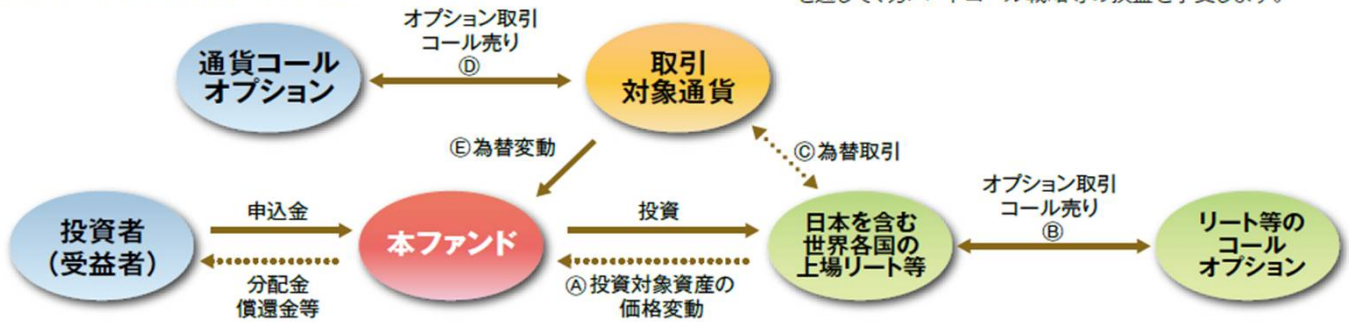 オプション取引
コール売り
Ⓓ
通貨コール
オプション
取引
対象通貨
Ⓔ為替変動
Ⓒ為替取引
オプション取引
コール売り
Ⓑ
投資者
（受益者）
申込金
分配金
償還金等
本ファンド
投資
Ⓐ投資対象資産の
価格変動
日本を含む
世界各国の
上場リート等
リート等の
コール
オプション